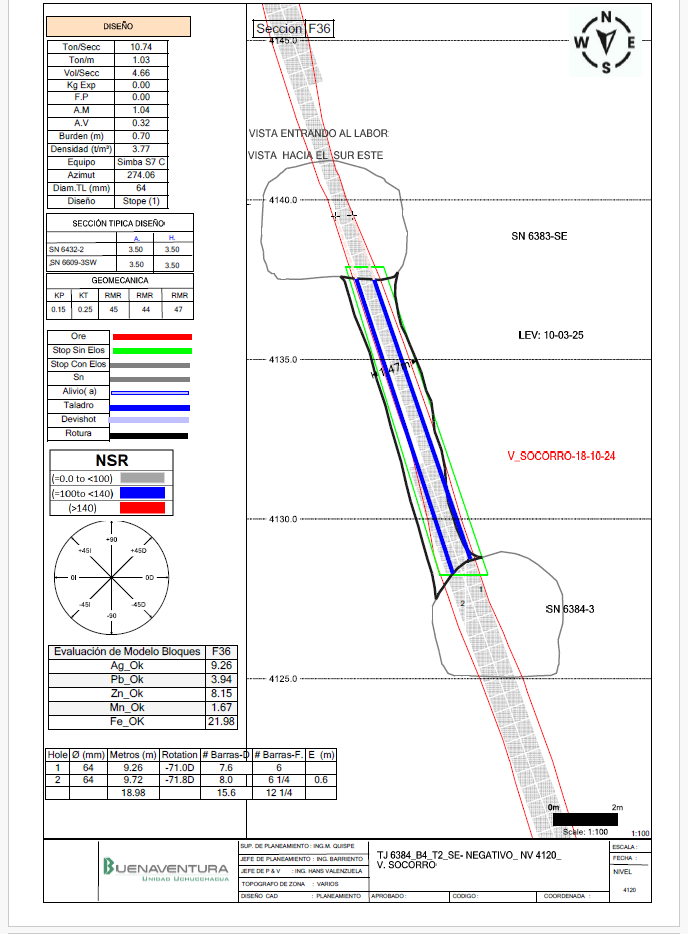 DISEÑO
Ton/Secc 10.74
Ton/m 1.03
Vol/Secc 4.66
Kg Exp 0.00
F.P 0.00
A.M 1.04
A.V 0.32
Burden (m) 0.70
Densidad (t/m³) 3.77
Equipo Simba S7 C
Azimut 274.06
Diam.TL (mm) 64
Diseño Stope (1)
SECCIÓN TIPICA DISEÑO
A. H.
SN 6432-2 3.50 3.50
SN 6609-3SW 3.50 3.50
GEOMECANICA
KP KT RMR RMR RMR
0.15 0.25 45 44 47
Ore
Stop Sin Elos
Stop Con Elos
Sn
Alivio( a)
Taladro
Devishot
Rotura
NSR
(=0.0 to <100)
(=100to <140)
(>140)
+90
+45I +45D
0I 0D
-45I -45D
-90
Evaluación de Modelo Bloques F36
Ag_Ok 9.26
Pb_Ok 3.94
Zn_Ok 8.15
Mn_Ok 1.67
Fe_OK 21.98
Hole Ø (mm) Metros (m) Rotation # Barras-D # Barras-F. E (m)
1 64 9.26 -71.0D 7.6 6
2 64 9.72 -71.8D 8.0 6 1/4 0.6
18.98 15.6 12 1/4
Sección F36
N
W E
S
4145.0
VISTA ENTRANDO AL LABOR
VISTA HACIA EL SUR ESTE
4140.0
SN 6383-SE
LEV: 10-03-25
4135.0
1.47m
V_SOCORRO-18-10-24
4130.0
1
2
SN 6384-3
4125.0
0m 2m
Scale: 1:100
1:100
BUENAVENTURA
UNIDAD UCHUCCHACUA
SUP. DE PLANEAMIENTO : ING.M. QUISPE
JEFE DE PLANEAMIENTO : ING. BARRIENTO
JEFE DE P & V : ING. HANS VALENZUELA
TOPOGRAFO DE ZONA : VARIOS
DISEÑO CAD : PLANEAMIENTO
TJ 6384_B4_T2_SE- NEGATIVO_ NV 4120_
V. SOCORRO
APROBADO : CODIGO : COORDENADA :
ESCALA :
FECHA :
NIVEL
4120